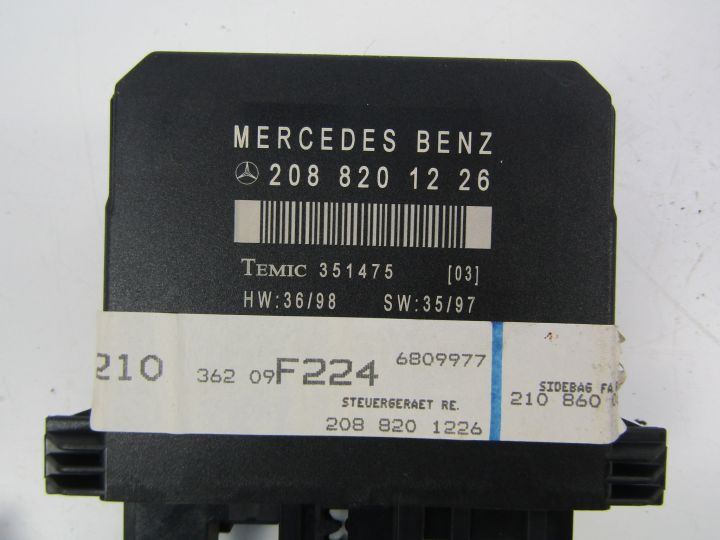 MERCEDES BENZ
208 820 12 26
TEMIC 351475 [03]
HW:36/98 SW:35/97
210 362 09 F224 6809977
STEUERGERAET RE.
208 820 1226
SIDEBAG
210 860